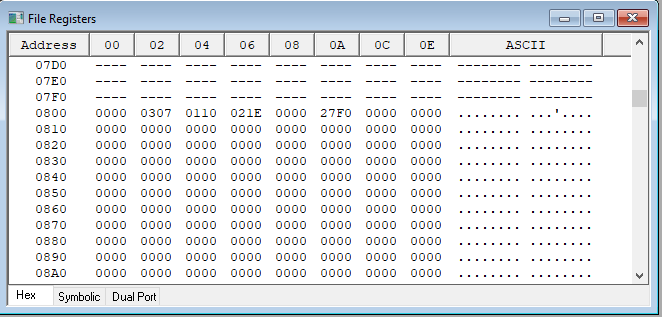 File Registers
Address 00 02 04 06 08 0A 0C 0E ASCII
07D0 ---- ---- ---- ---- ---- ---- ---- ---- -------- --------
07E0 ---- ---- ---- ---- ---- ---- ---- ---- -------- --------
07F0 ---- ---- ---- ---- ---- ---- ---- ---- -------- --------
0800 0000 0307 0110 021E 0000 27F0 0000 0000 ........ ...'....
0810 0000 0000 0000 0000 0000 0000 0000 0000 ........ ........
0820 0000 0000 0000 0000 0000 0000 0000 0000 ........ ........
0830 0000 0000 0000 0000 0000 0000 0000 0000 ........ ........
0840 0000 0000 0000 0000 0000 0000 0000 0000 ........ ........
0850 0000 0000 0000 0000 0000 0000 0000 0000 ........ ........
0860 0000 0000 0000 0000 0000 0000 0000 0000 ........ ........
0870 0000 0000 0000 0000 0000 0000 0000 0000 ........ ........
0880 0000 0000 0000 0000 0000 0000 0000 0000 ........ ........
0890 0000 0000 0000 0000 0000 0000 0000 0000 ........ ........
08A0 0000 0000 0000 0000 0000 0000 0000 0000 ........ ........
Hex Symbolic Dual Port